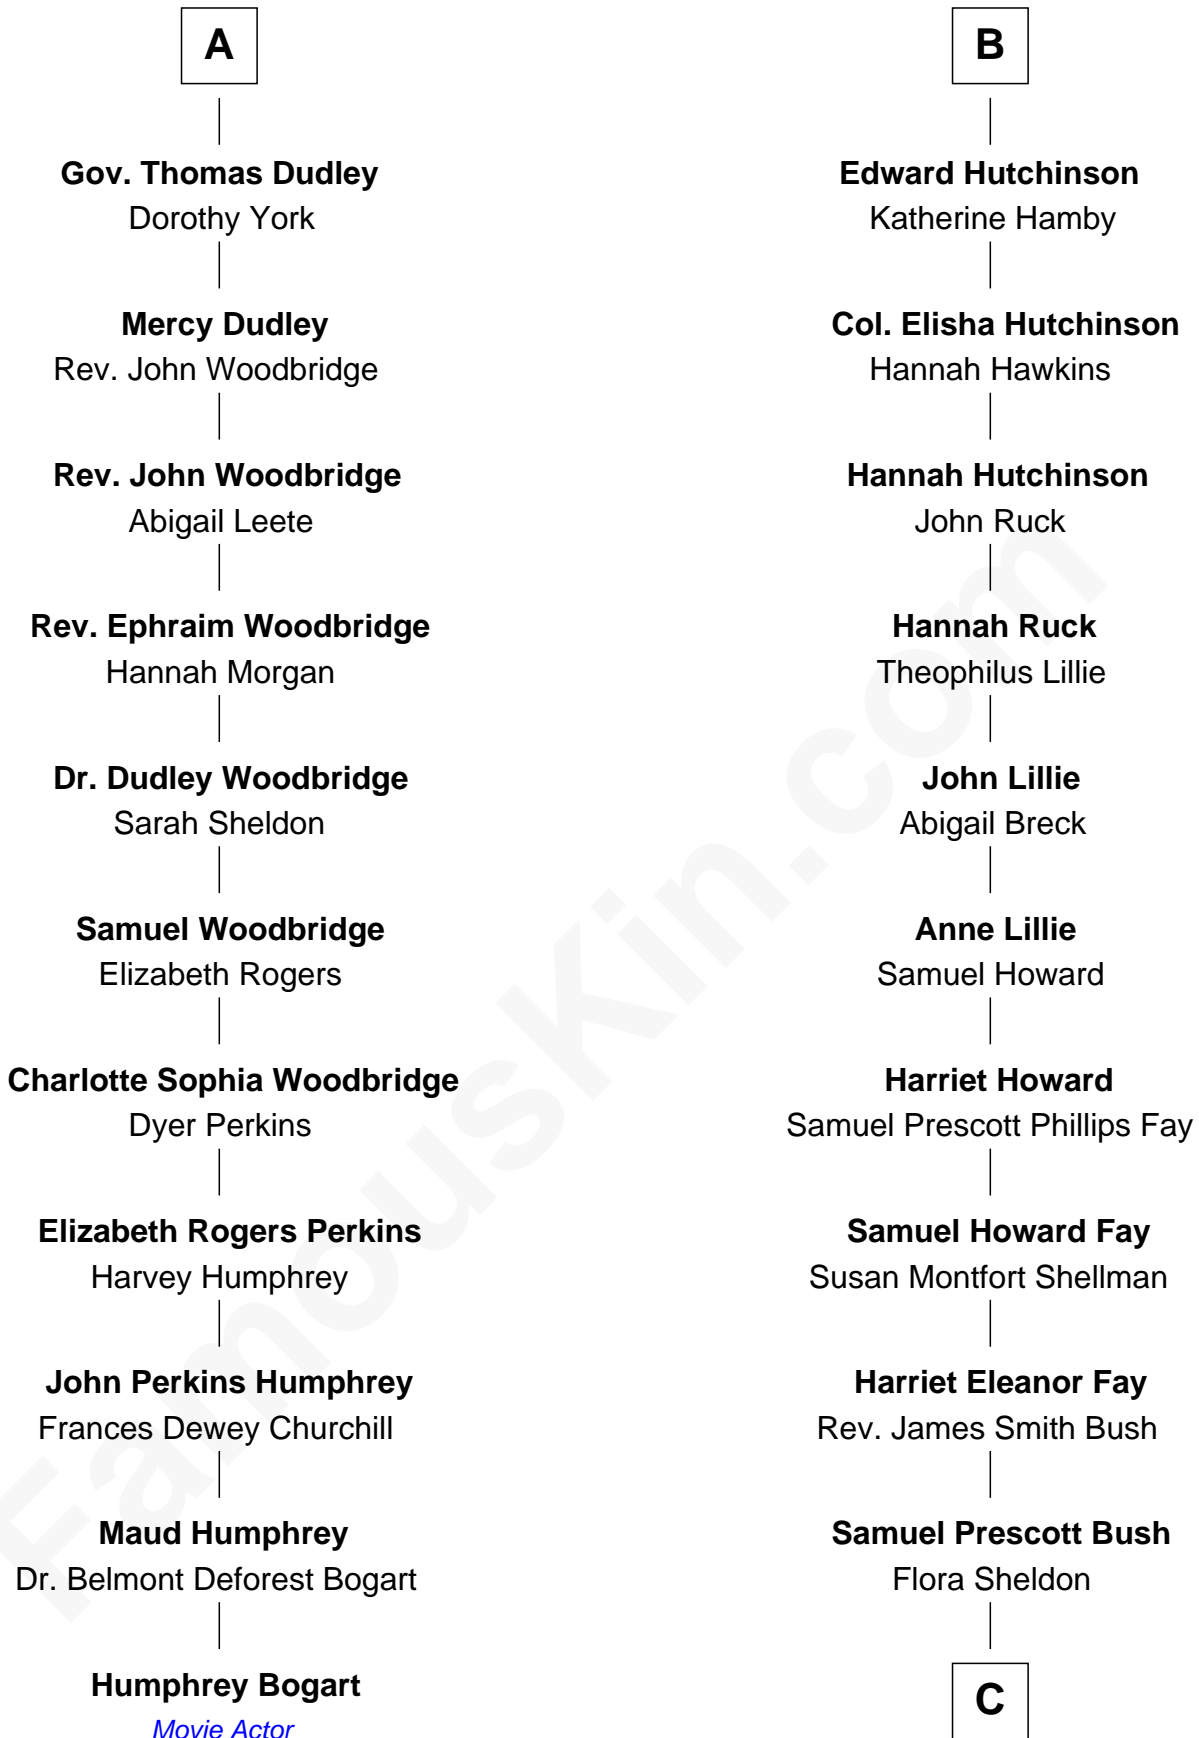 A
Gov. Thomas Dudley
Dorothy York
Mercy Dudley
Rev. John Woodbridge
Rev. John Woodbridge
Abigail Leete
Rev. Ephraim Woodbridge
Hannah Morgan
Dr. Dudley Woodbridge
Sarah Sheldon
Samuel Woodbridge
Elizabeth Rogers
Charlotte Sophia Woodbridge
Dyer Perkins
Elizabeth Rogers Perkins
Harvey Humphrey
John Perkins Humphrey
Frances Dewey Churchill
Maud Humphrey
Dr. Belmont Deforest Bogart
Humphrey Bogart
Movie Actor
B
Edward Hutchinson
Katherine Hamby
Col. Elisha Hutchinson
Hannah Hawkins
Hannah Hutchinson
John Ruck
Hannah Ruck
Theophilus Lillie
John Lillie
Abigail Breck
Anne Lillie
Samuel Howard
Harriet Howard
Samuel Prescott Phillips Fay
Samuel Howard Fay
Susan Montfort Shellman
Harriet Eleanor Fay
Rev. James Smith Bush
Samuel Prescott Bush
Flora Sheldon
C
FamousKin.com